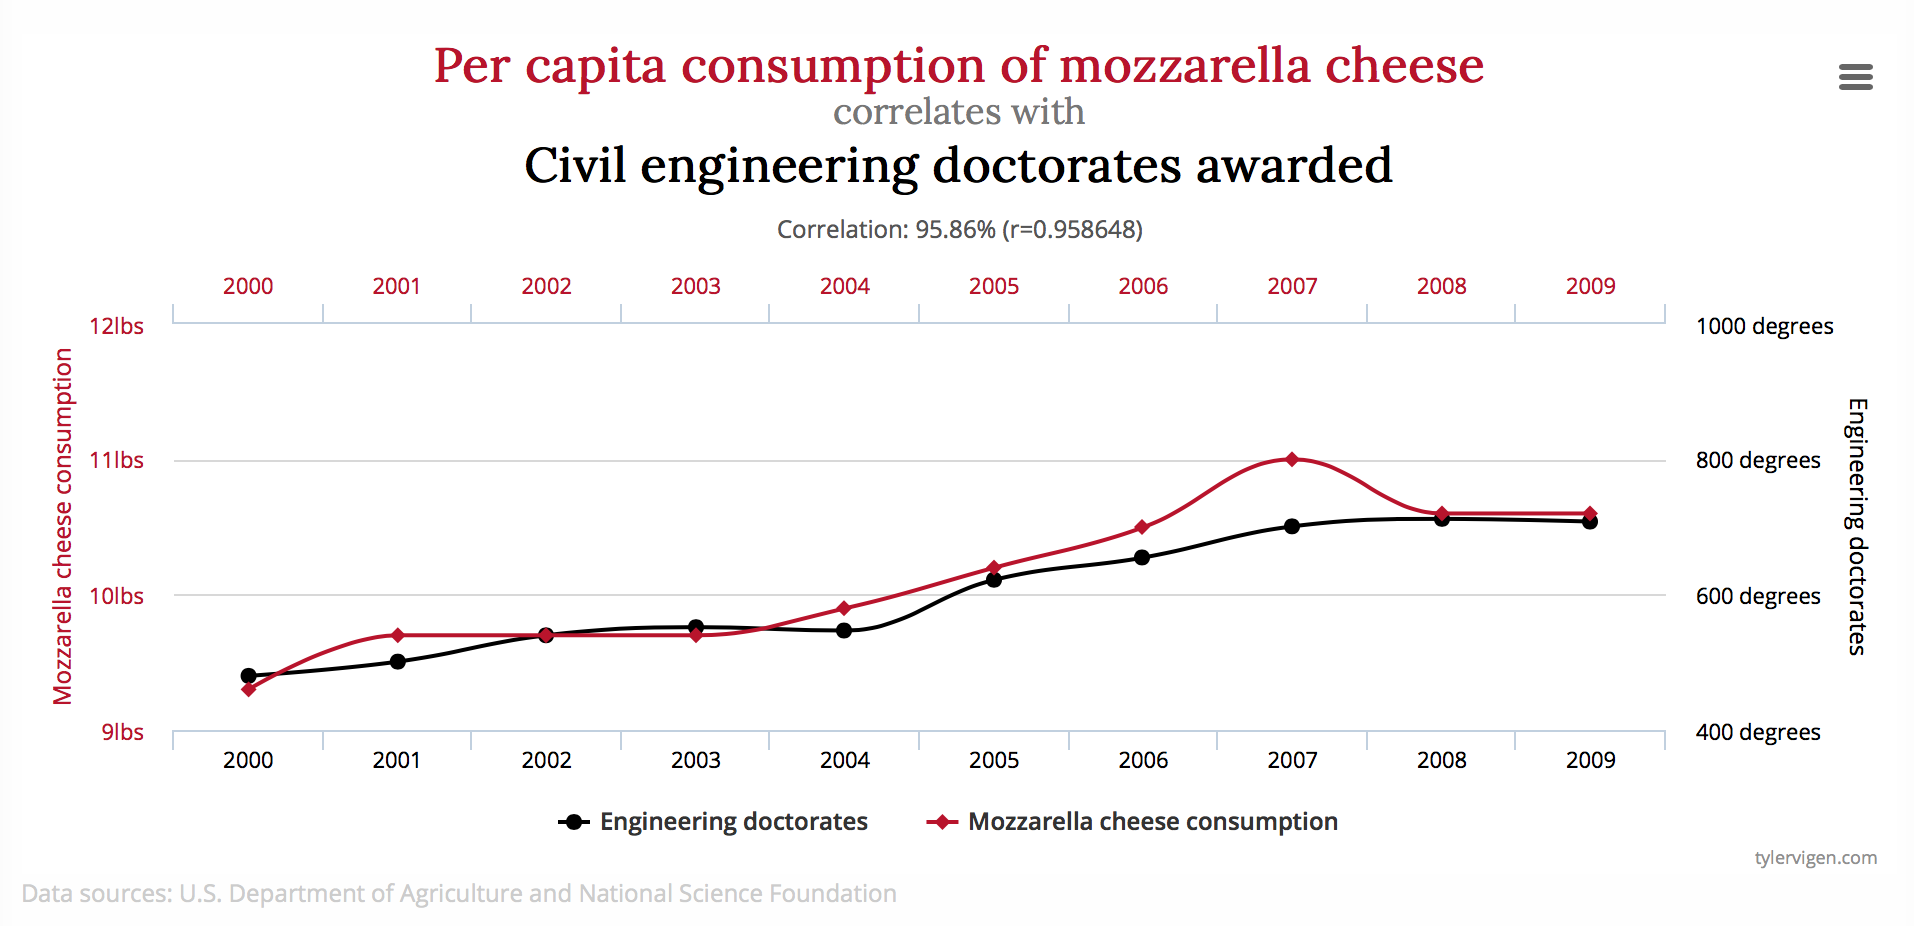 Per capita consumption of mozzarella cheese
correlates with
Civil engineering doctorates awarded
Correlation: 95.86% (r=0.958648)
2000 2001 2002 2003 2004 2005 2006 2007 2008 2009
12lbs 1000 degrees
11lbs 800 degrees
10lbs 600 degrees
9lbs 400 degrees
Mozzarella cheese consumption
Engineering doctorates
2000 2001 2002 2003 2004 2005 2006 2007 2008 2009
Engineering doctorates Mozzarella cheese consumption
tylervigen.com
Data sources: U.S. Department of Agriculture and National Science Foundation